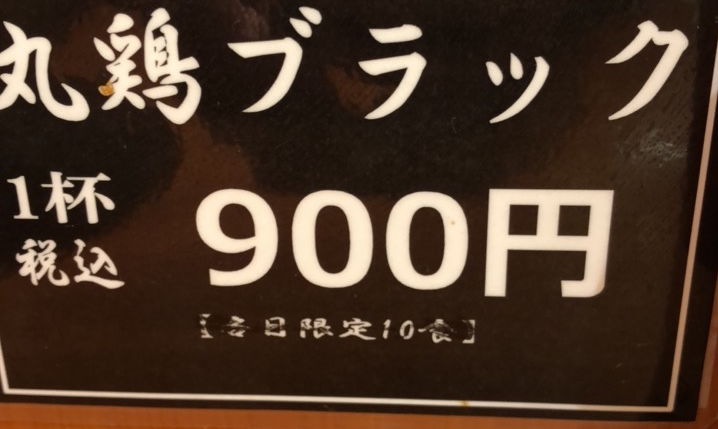 丸鶏ブラック
1杯
税込
900円
【各日限定10食】